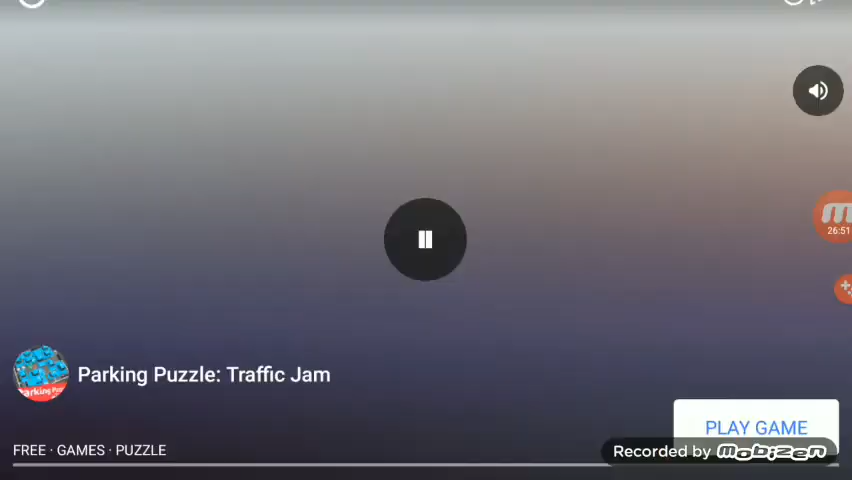 26:51
Parking Puzzle: Traffic Jam
PLAY GAME
FREE · GAMES · PUZZLE
Recorded by mobizen